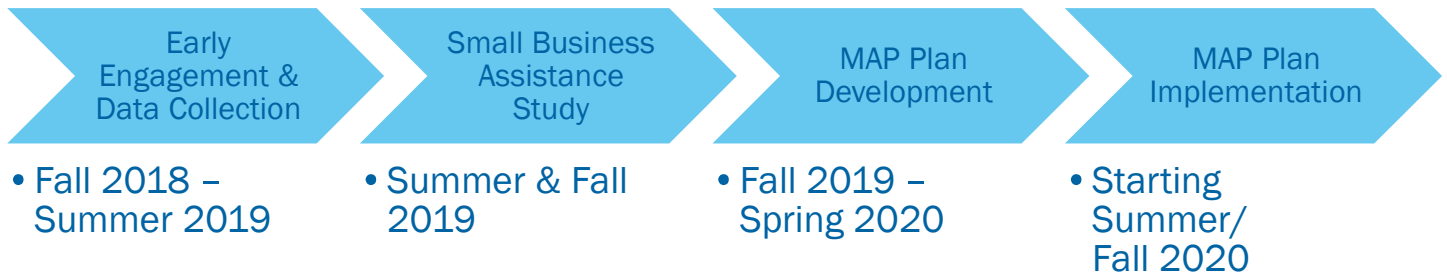 Early
Engagement &
Data Collection
Small Business
Assistance
Study
MAP Plan
Development
MAP Plan
Implementation
• Fall 2018 –
Summer 2019
• Summer & Fall
2019
• Fall 2019 –
Spring 2020
• Starting
Summer/
Fall 2020